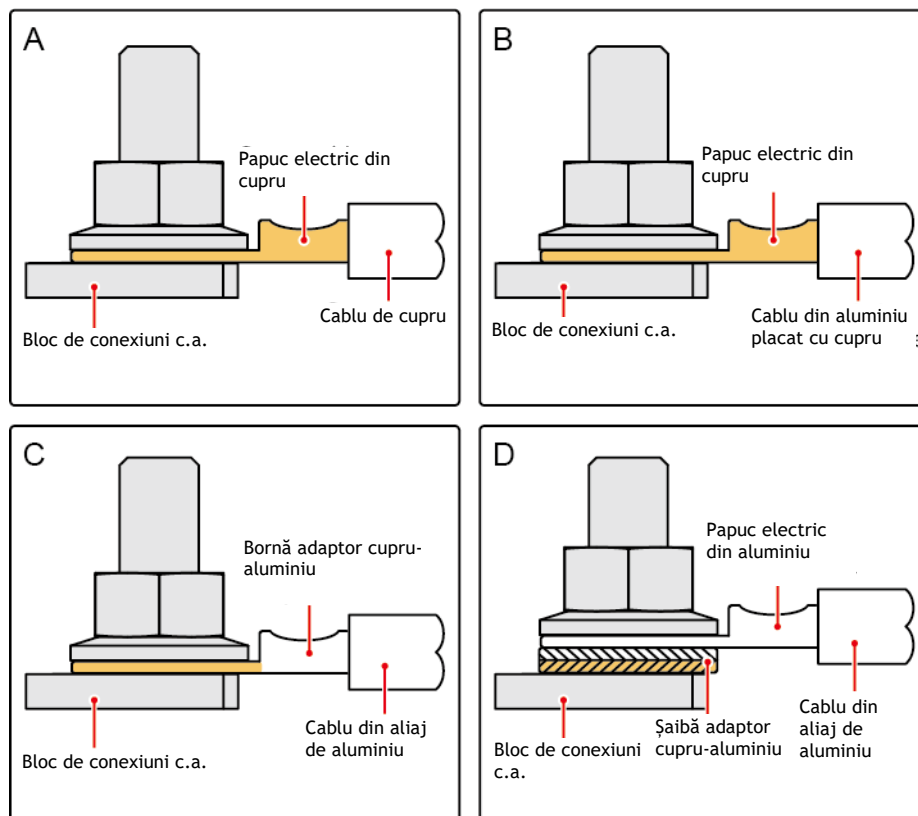 A
Papuc electric din
cupru
Cablu de cupru
Bloc de conexiuni c.a.
B
Papuc electric din
cupru
Cablu din aluminiu
placat cu cupru
Bloc de conexiuni c.a.
C
Bornă adaptor cupru-
aluminiu
Cablu din aliaj
de aluminiu
Bloc de conexiuni c.a.
D
Papuc electric
din aluminiu
Cablu din
aliaj de
aluminiu
Șaibă adaptor
cupru-aluminiu
Bloc de conexiuni
c.a.